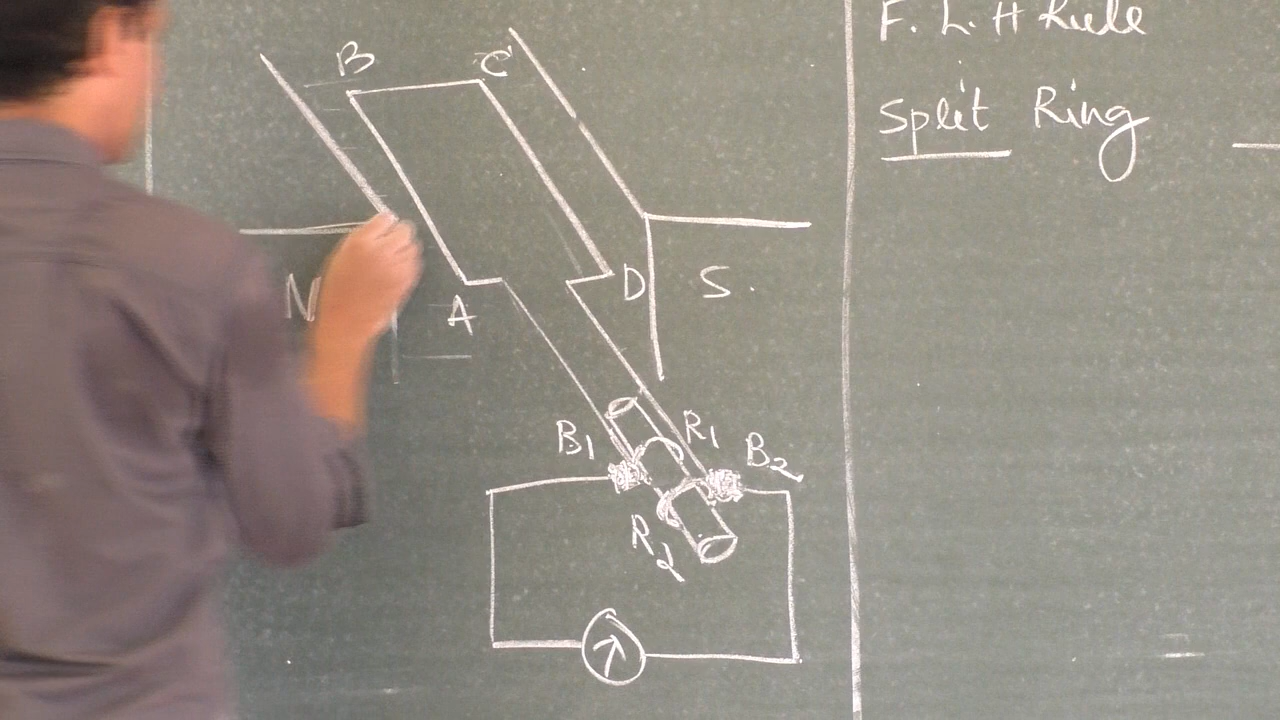 B C
N A D S.
B1 R1 B2
R2
F. L. H Rule
Split Ring